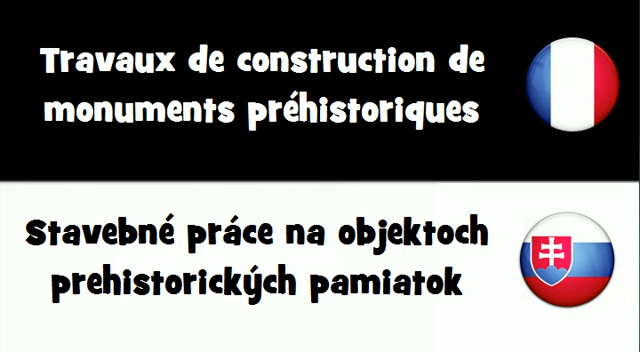 Travaux de construction de
monuments préhistoriques
Stavebné práce na objektoch
prehistorických pamiatok